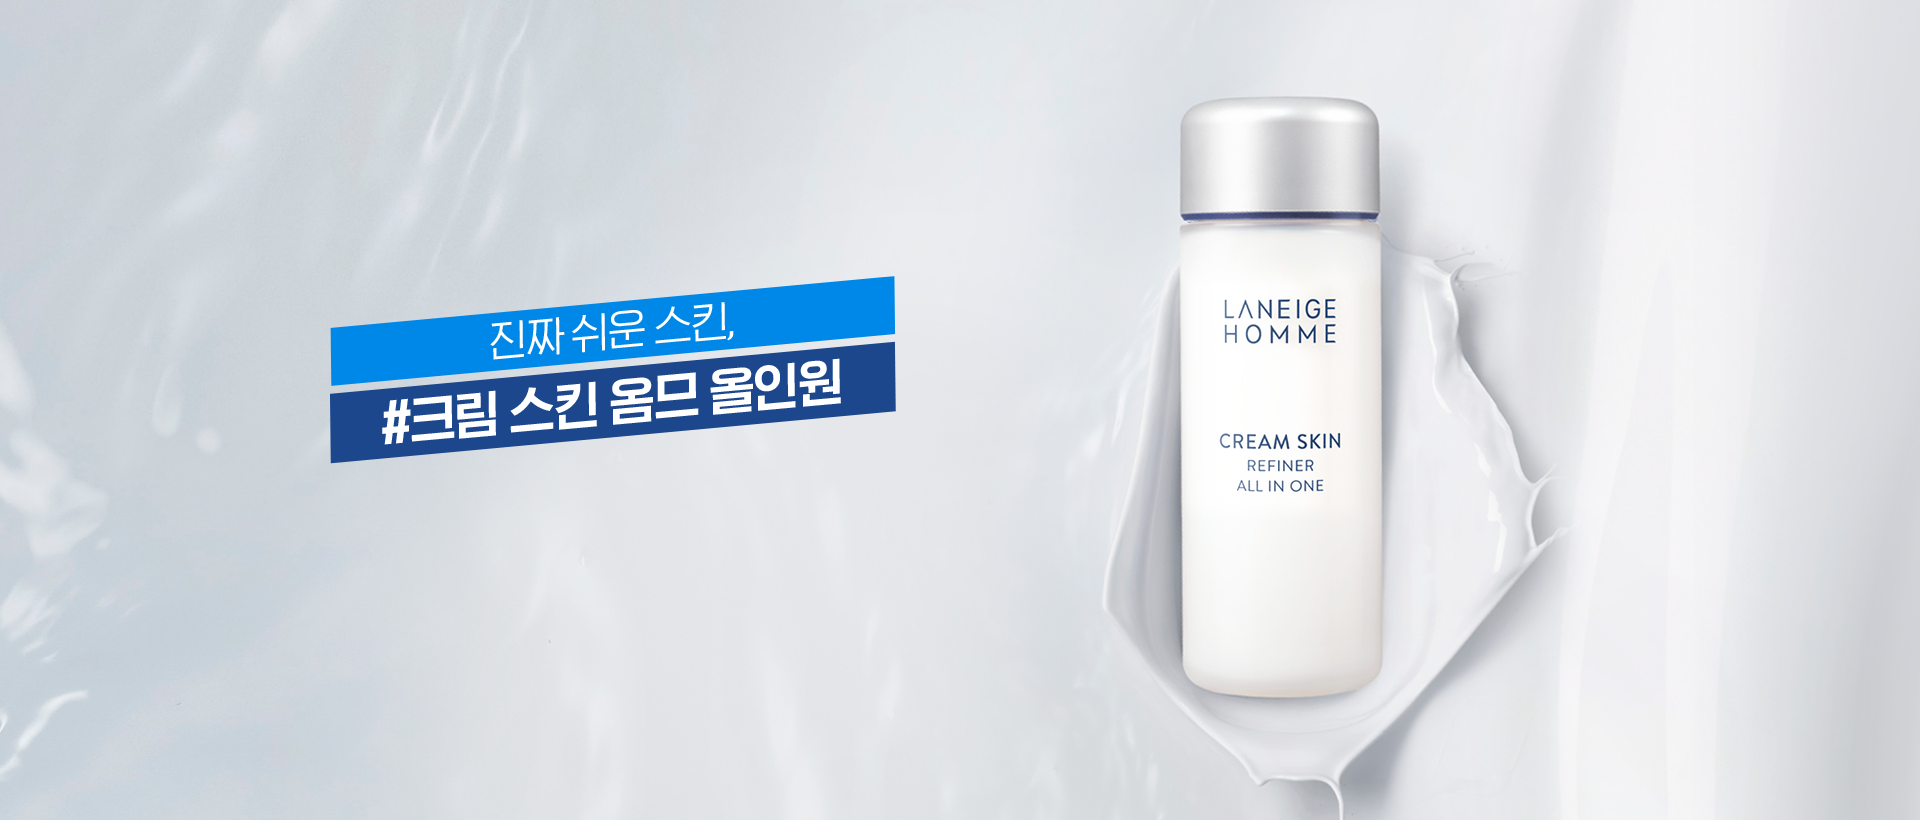 진짜 쉬운 스킨,
#크림 스킨 옴므 올인원
LANEIGE
HOMME
CREAM SKIN
REFINER
ALL IN ONE